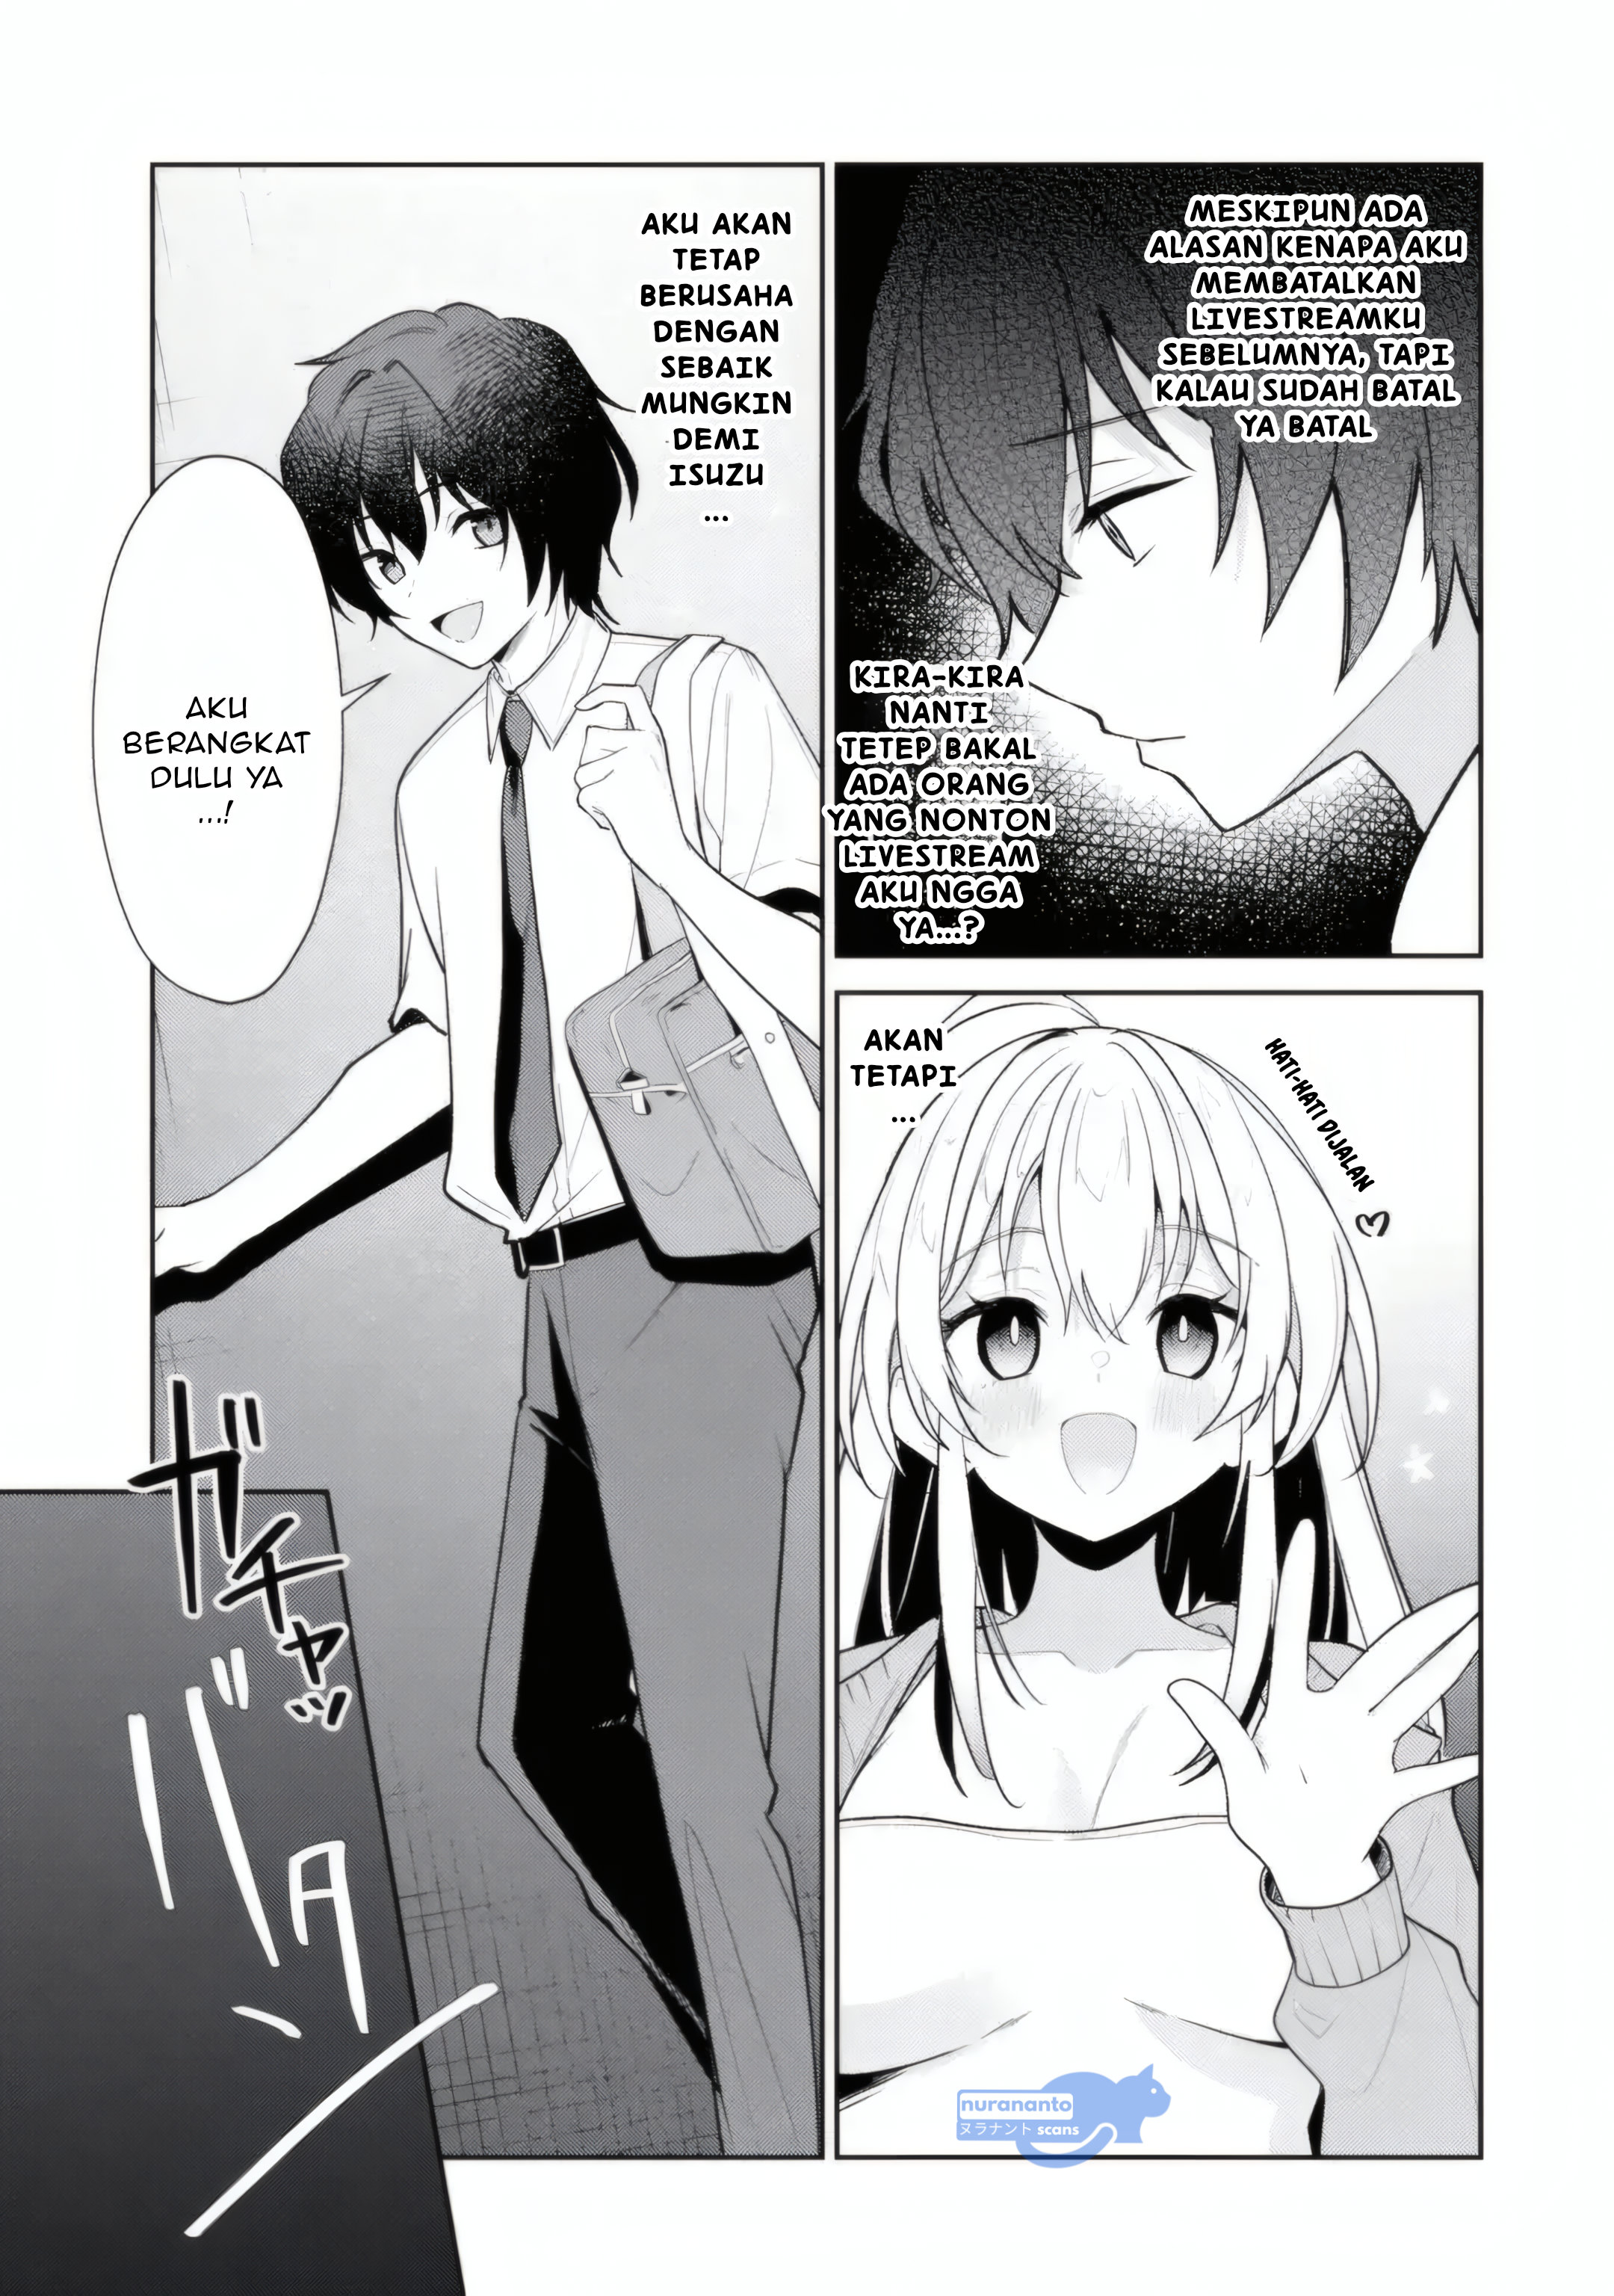 MESKIPUN ADA
ALASAN KENAPA AKU
MEMBATALKAN
LIVESTREAMKU
SEBELUMNYA, TAPI
KALAU SUDAH BATAL
YA BATAL
KIRA-KIRA
NANTI
TETEP BAKAL
ADA ORANG
YANG NONTON
LIVESTREAM
AKU NGGA
YA...?
AKAN
TETAPI
...
HATI-HATI DIJALAN
AKU AKAN
TETAP
BERUSAHA
DENGAN
SEBAIK
MUNGKIN
DEMI
ISUZU
...
AKU
BERANGKAT
DULU YA
...!
ガチャッ
バタン
nurananto
ヌラナント scans